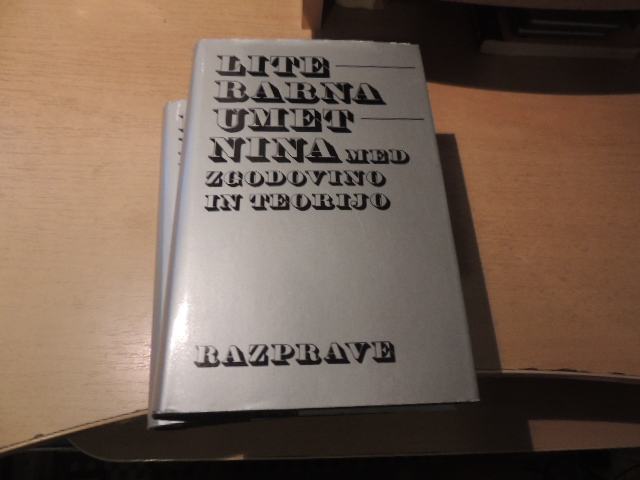 LITE
RARNA
UMET
NINA MED
ZGODOVINO
IN TEORIJO
RAZPRAVE